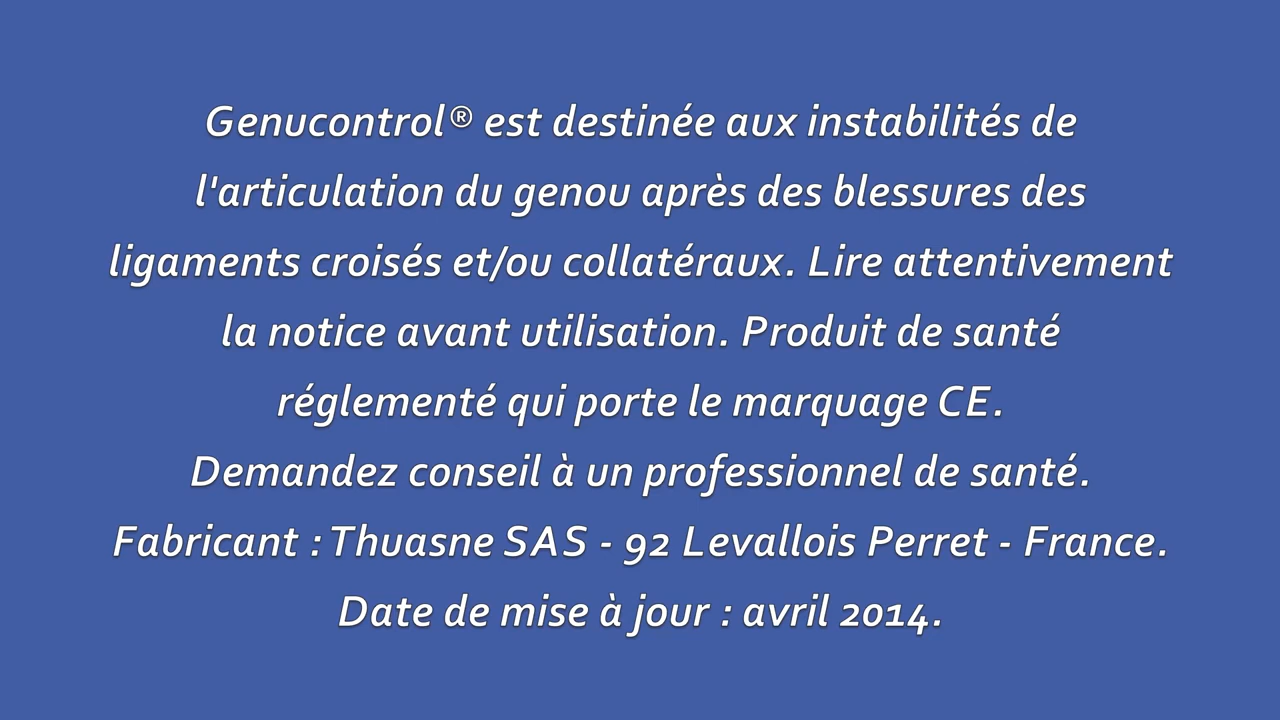 Genucontrol® est destinée aux instabilités de
l'articulation du genou après des blessures des
ligaments croisés et/ou collatéraux. Lire attentivement
la notice avant utilisation. Produit de santé
réglementé qui porte le marquage CE.
Demandez conseil à un professionnel de santé.
Fabricant : Thuasne SAS - 92 Levallois Perret - France.
Date de mise à jour : avril 2014.